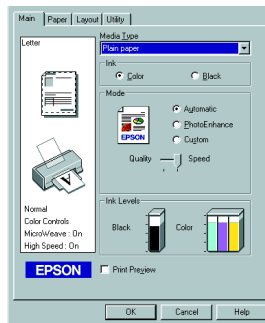 Main Paper Layout Utility
Letter
Media Type
Plain paper
Ink
Color Black
Mode
Automatic
PhotoEnhance
Custom
EPSON
Quality Speed
Normal
Color Controls
MicroWeave : On
High Speed : On
Ink Levels
Black Color
EPSON
Print Preview
OK Cancel Help